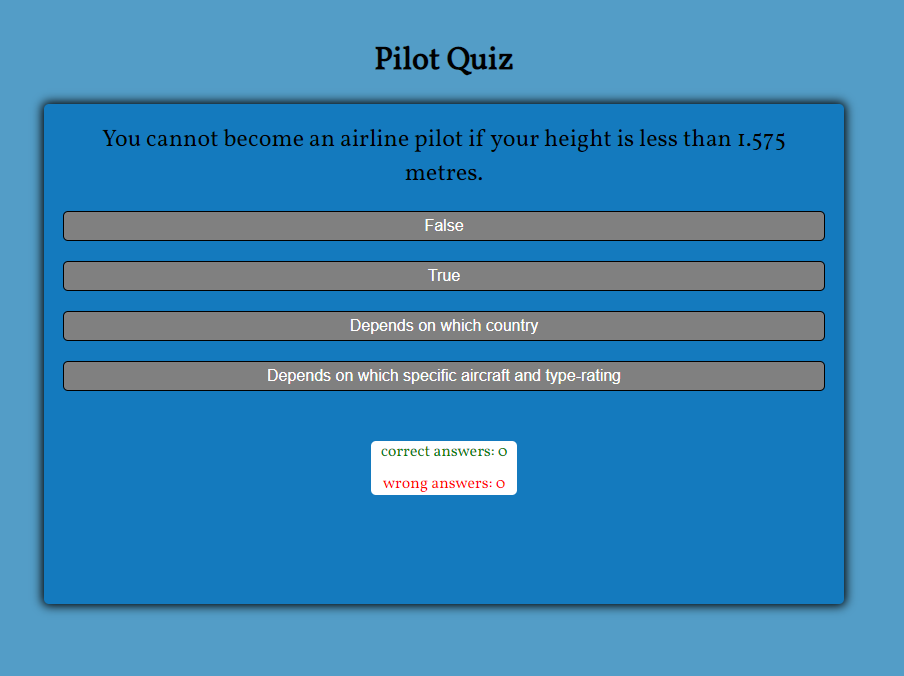 Pilot Quiz
You cannot become an airline pilot if your height is less than 1.575
metres.
False
True
Depends on which country
Depends on which specific aircraft and type-rating
correct answers: 0
wrong answers: 0